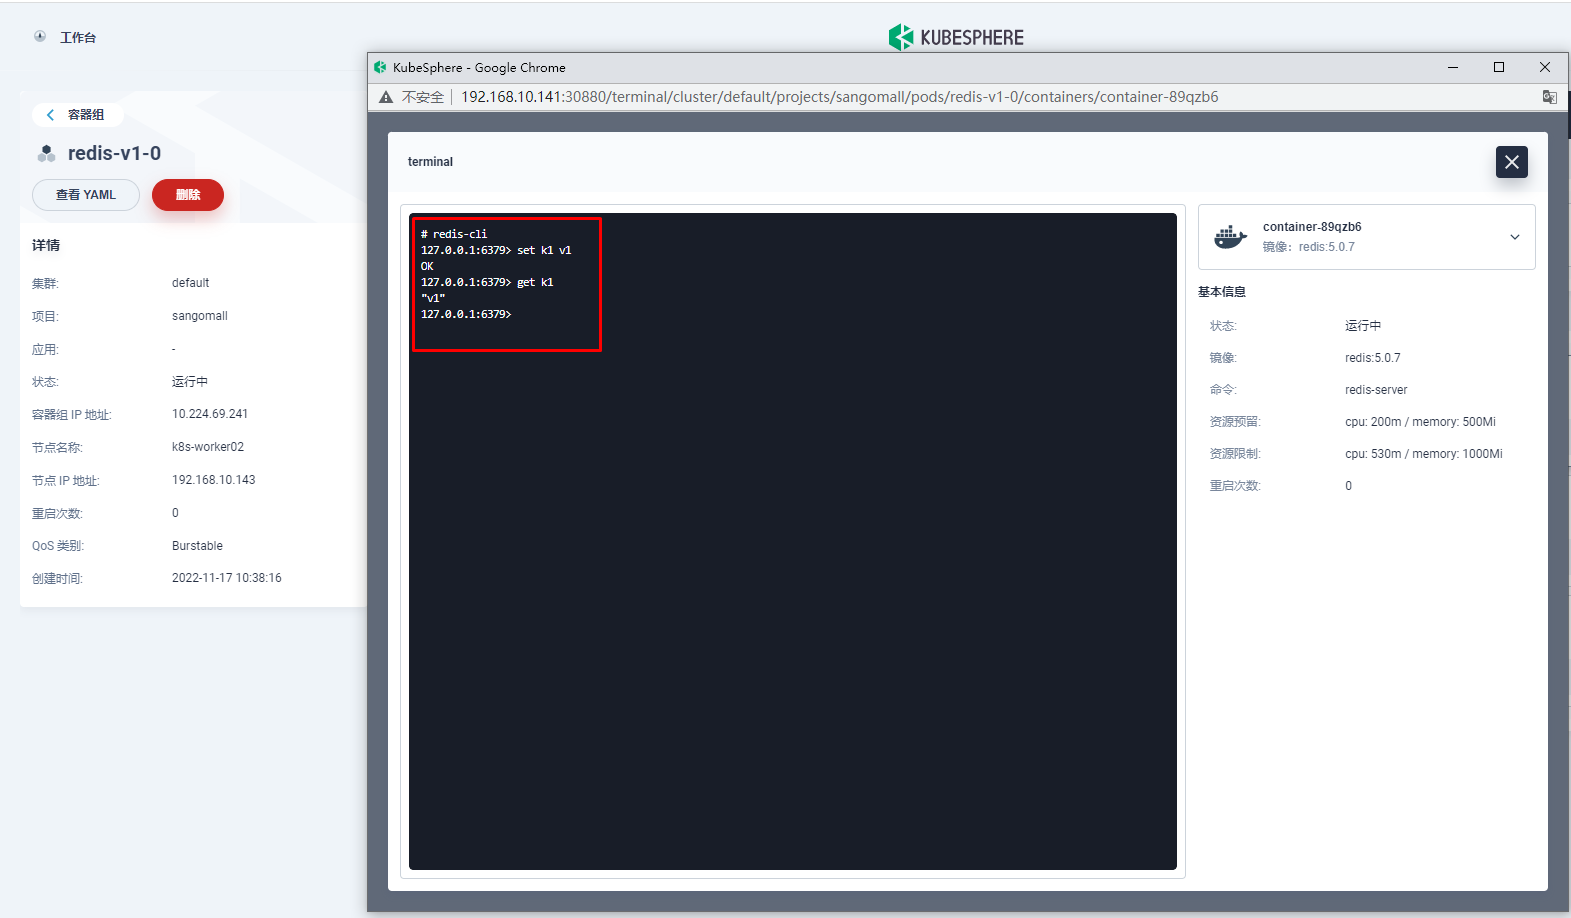 工作台
KUBESPHERE
容器组
redis-v1-0
查看 YAML
删除
详情
集群:
default
项目:
sangomall
应用:
-
状态:
运行中
容器组 IP 地址:
10.224.69.241
节点名称:
k8s-worker02
节点 IP 地址:
192.168.10.143
重启次数:
0
QoS 类别:
Burstable
创建时间:
2022-11-17 10:38:16
KubeSphere - Google Chrome
不安全
192.168.10.141:30880/terminal/cluster/default/projects/sangomall/pods/redis-v1-0/containers/container-89qzb6
terminal
# redis-cli
127.0.0.1:6379> set k1 v1
OK
127.0.0.1:6379> get k1
"v1"
127.0.0.1:6379>
container-89qzb6
镜像: redis:5.0.7
基本信息
状态:
运行中
镜像:
redis:5.0.7
命令:
redis-server
资源预留:
cpu: 200m / memory: 500Mi
资源限制:
cpu: 530m / memory: 1000Mi
重启次数:
0